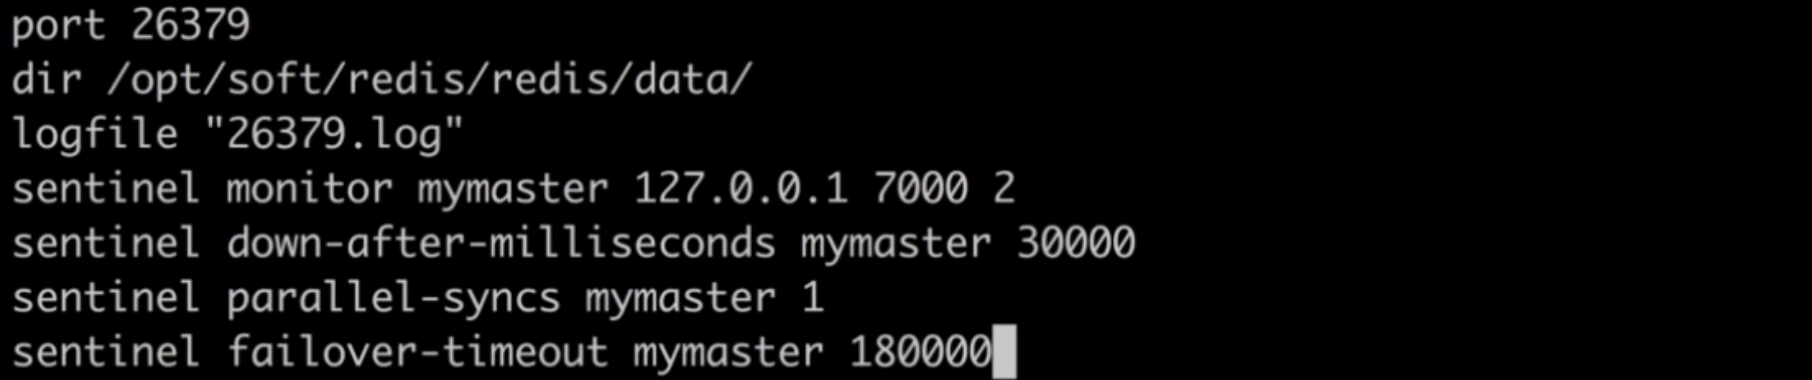 port 26379
dir /opt/soft/redis/redis/data/
logfile "26379.log"
sentinel monitor mymaster 127.0.0.1 7000 2
sentinel down-after-milliseconds mymaster 30000
sentinel parallel-syncs mymaster 1
sentinel failover-timeout mymaster 180000